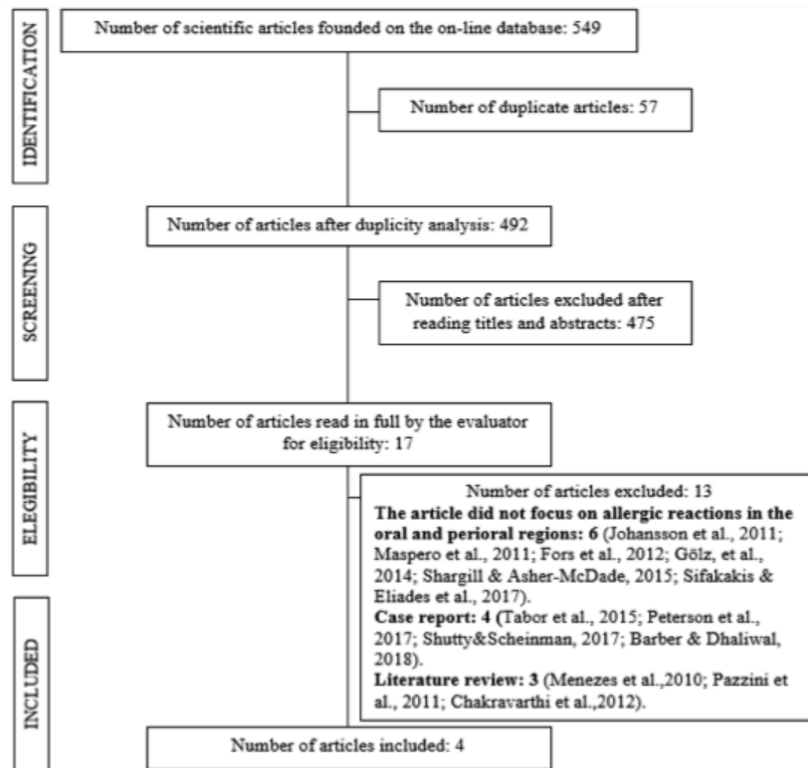 IDENTIFICATION
Number of scientific articles founded on the on-line database: 549
Number of duplicate articles: 57
SCREENING
Number of articles after duplicity analysis: 492
Number of articles excluded after
reading titles and abstracts: 475
ELEGIBILITY
Number of articles read in full by the evaluator
for eligibility: 17
Number of articles excluded: 13
The article did not focus on allergic reactions in the
oral and perioral regions: 6 (Johansson et al., 2011;
Maspero et al., 2011; Fors et al., 2012; Gölz, et al.,
2014; Shargill & Asher-McDade, 2015; Sifakakis &
Eliades et al., 2017).
Case report: 4 (Tabor et al., 2015; Peterson et al.,
2017; Shutty&Scheinman, 2017; Barber & Dhaliwal,
2018).
Literature review: 3 (Menezes et al.,2010; Pazzini et
al., 2011; Chakravarthi et al.,2012).
INCLUDED
Number of articles included: 4